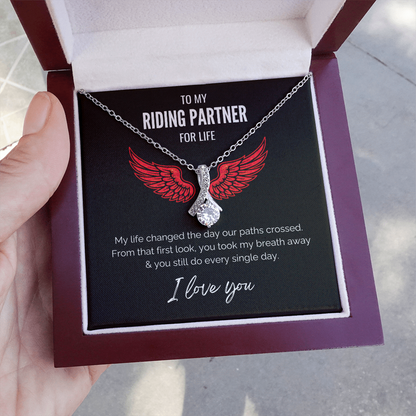 TO MY
RIDING PARTNER
FOR LIFE
My life changed the day our paths crossed.
From that first look, you took my breath away
& you still do every single day.
I love you